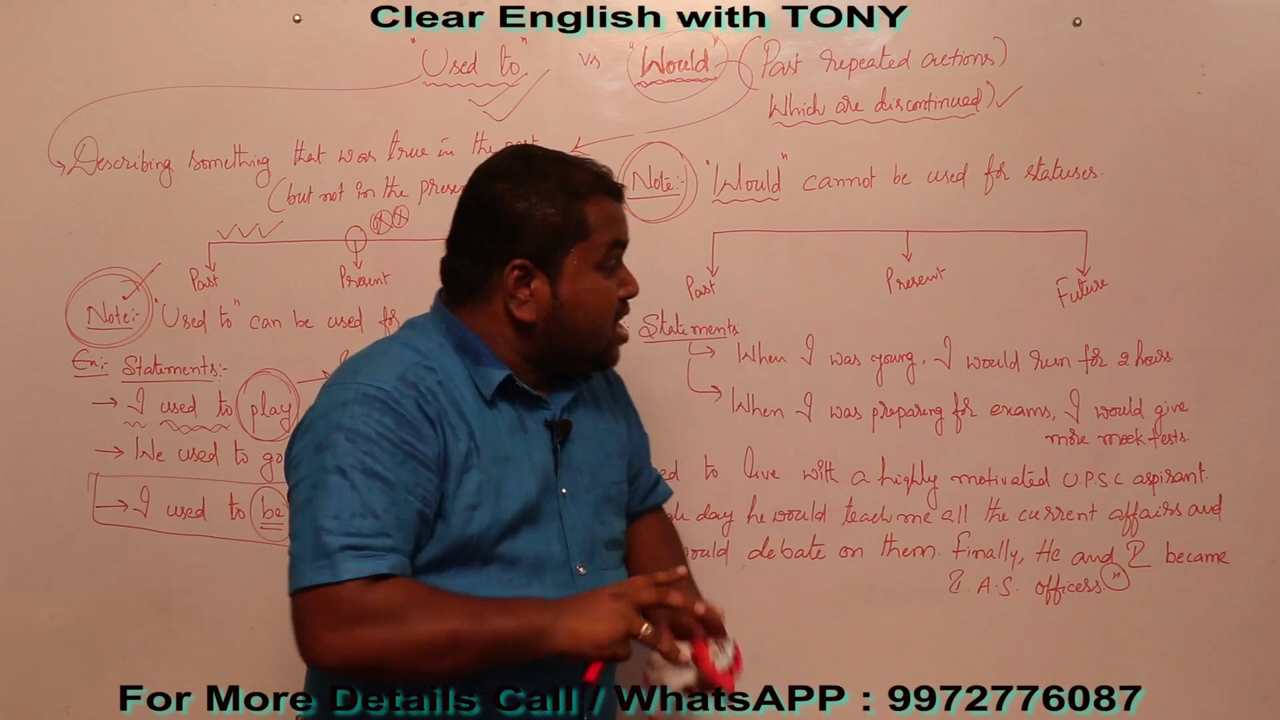 Clear English with TONY
"Used to" vs "Would" (Past repeated actions)
Which are discontinued)
Describing something that was true in the past
(but not in the presen
Note:- "Would" cannot be used for statuses.
Past Present
Past Present Future
Note:- "Used to" can be used for
Ex:- Statements:-
→ I used to play
→ We used to go
→ I used to be
Statements
→ When I was young, I would run for 2 hours
→ When I was preparing for exams, I would give
more mock tests.
ed to live with a highly motivated U.P.S.C aspirant.
day he would teach me all the current affairs and
ould debate on them. Finally, He and I became
I.A.S. officers."
For More Details Call / WhatsAPP : 9972776087